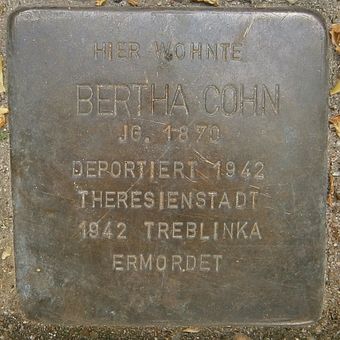 HIER WOHNTE
BERTHA COHN
JG. 1870
DEPORTIERT 1942
THERESIENSTADT
1942 TREBLINKA
ERMORDET